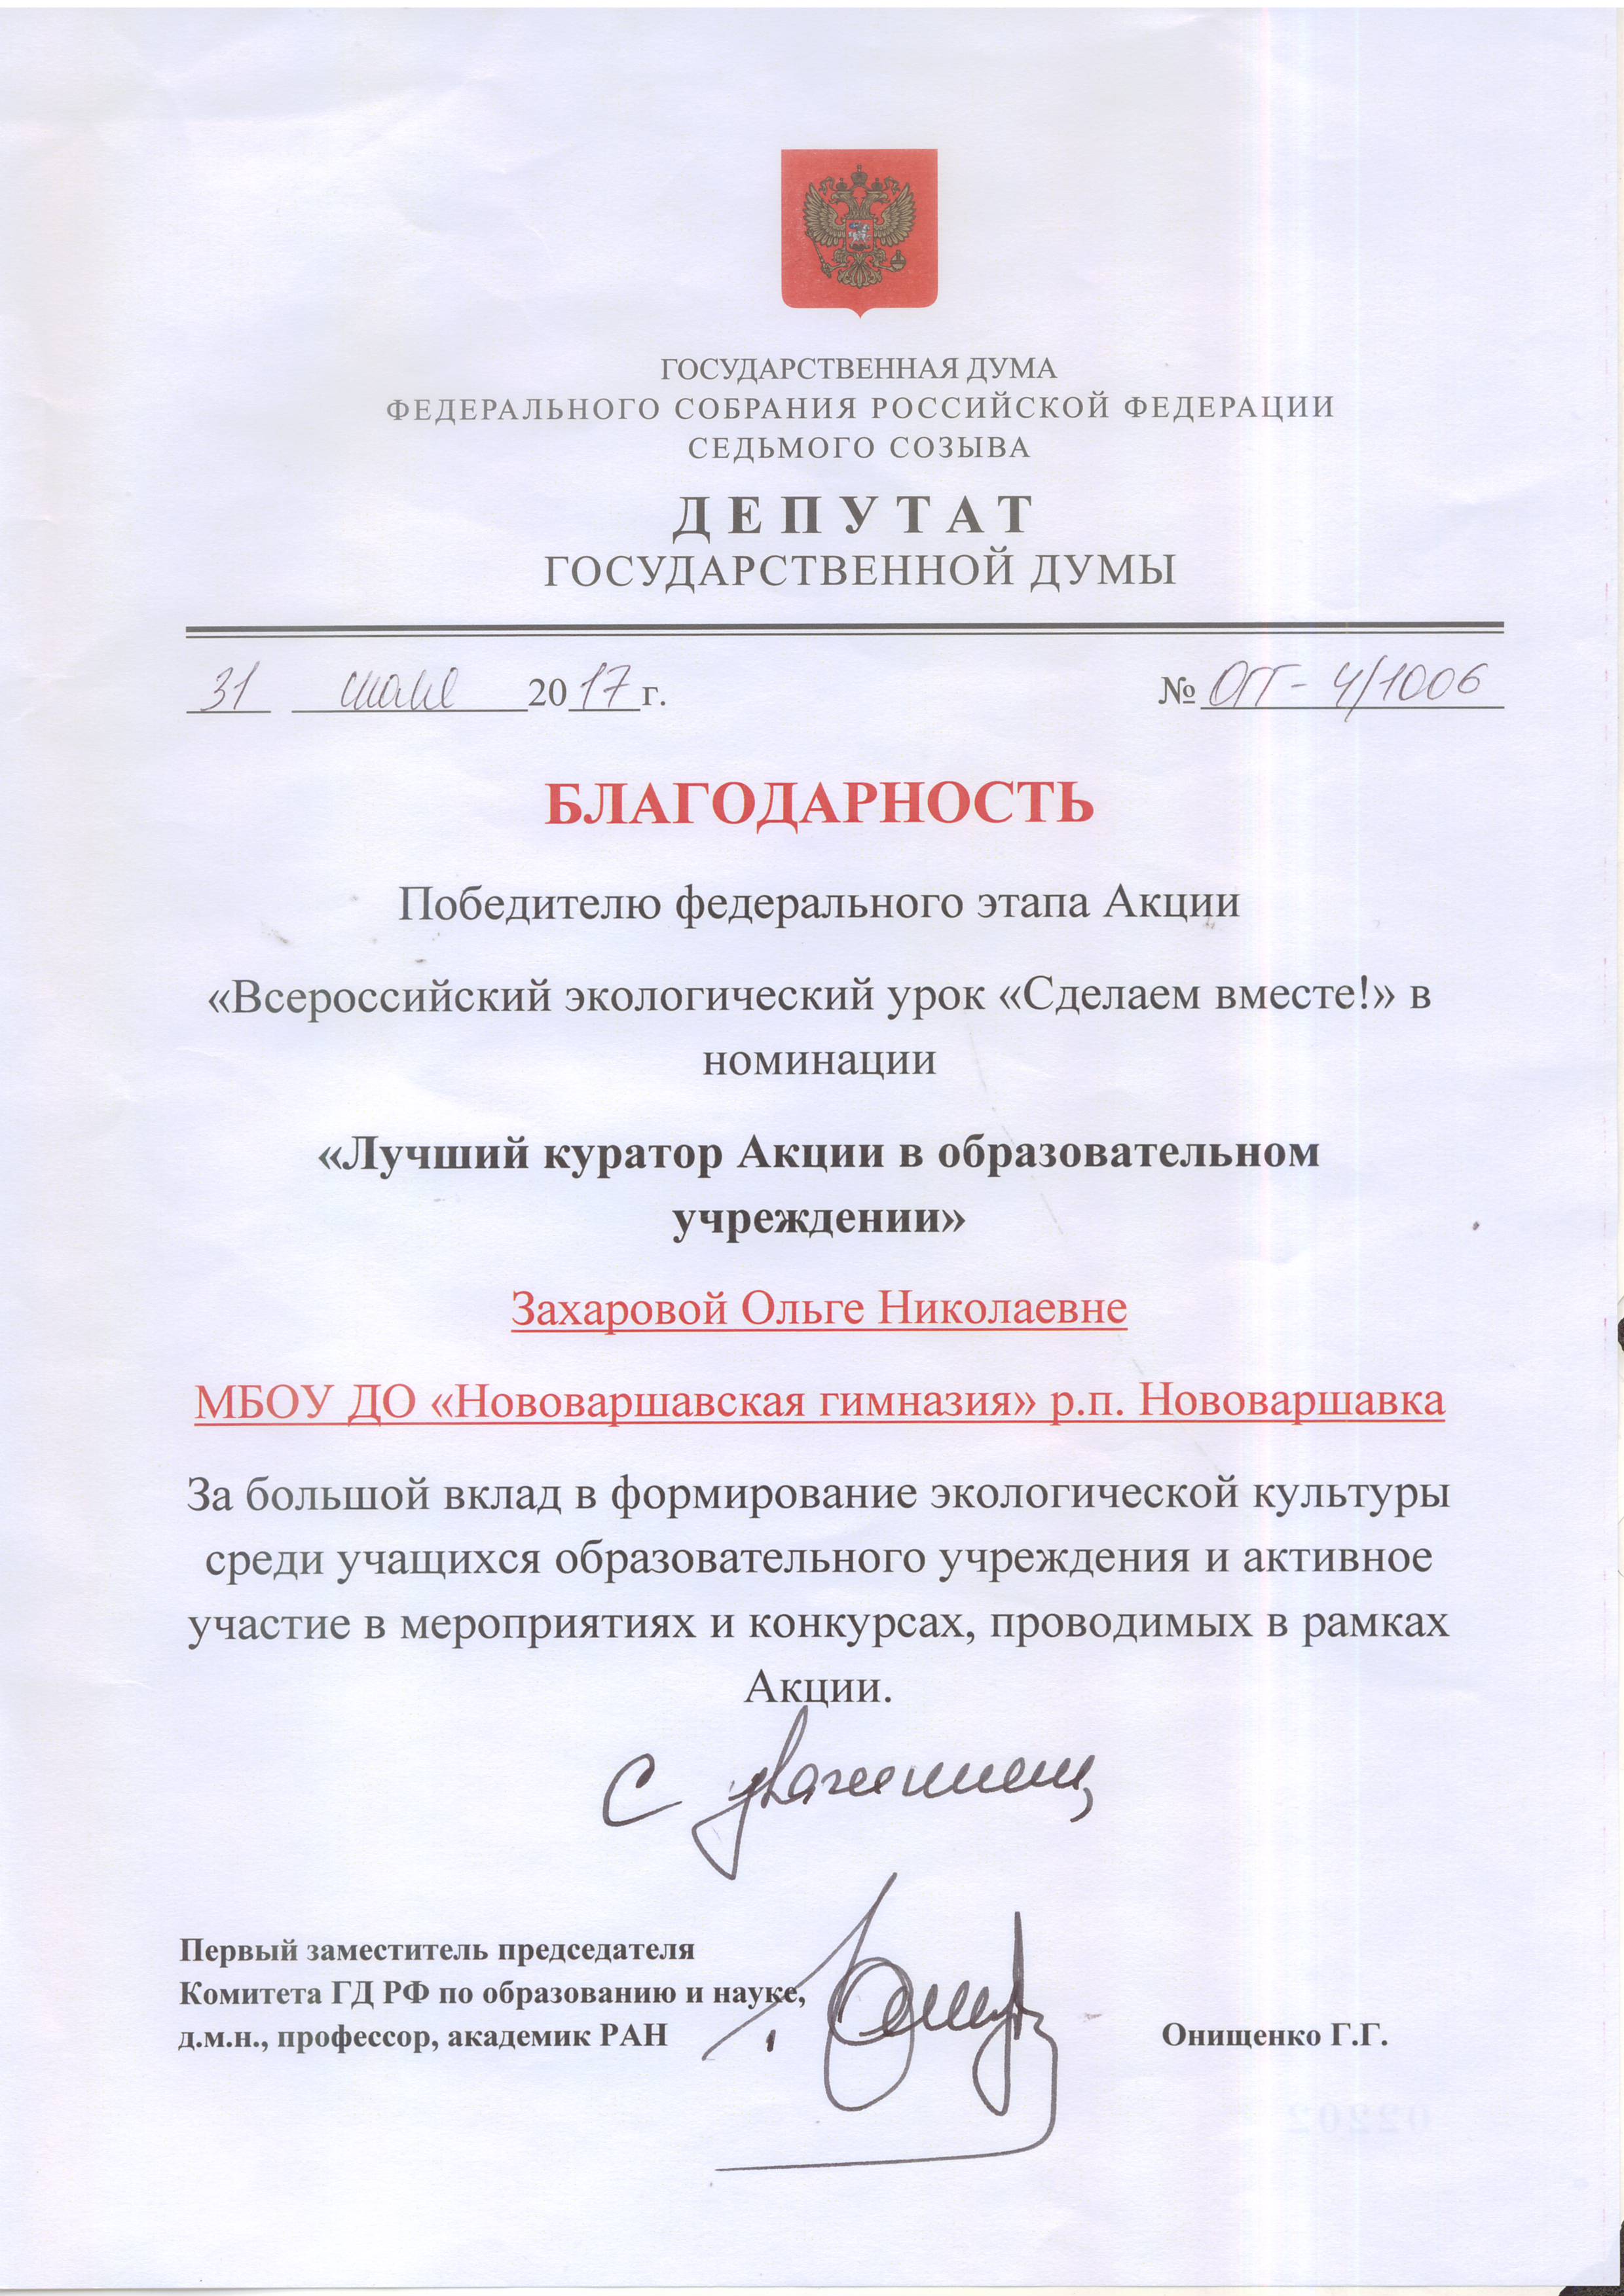 ГОСУДАРСТВЕННАЯ ДУМА
ФЕДЕРАЛЬНОГО СОБРАНИЯ РОССИЙСКОЙ ФЕДЕРАЦИИ
СЕДЬМОГО СОЗЫВА
ДЕПУТАТ
ГОСУДАРСТВЕННОЙ ДУМЫ
31 июля 2017 г. № ОГГ-4/1006
БЛАГОДАРНОСТЬ
Победителю федерального этапа Акции
«Всероссийский экологический урок «Сделаем вместе!» в
номинации
«Лучший куратор Акции в образовательном
учреждении»
Захаровой Ольге Николаевне
МБОУ ДО «Нововаршавская гимназия» р.п. Нововаршавка
За большой вклад в формирование экологической культуры
среди учащихся образовательного учреждения и активное
участие в мероприятиях и конкурсах, проводимых в рамках
Акции.
С уважением,
Первый заместитель председателя
Комитета ГД РФ по образованию и науке,
д.м.н., профессор, академик РАН Онищенко Г.Г.